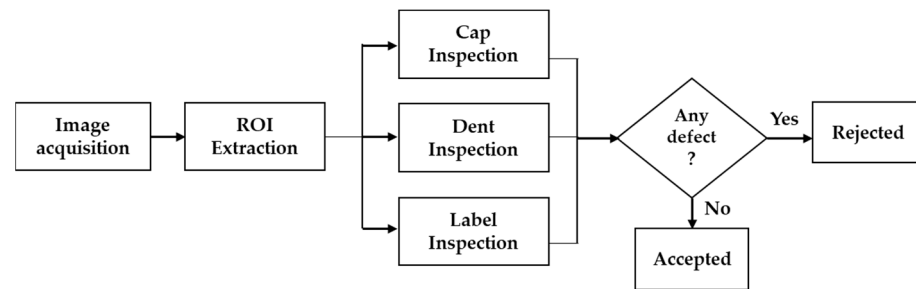 Image
acquisition
ROI
Extraction
Cap
Inspection
Dent
Inspection
Label
Inspection
Any
defect
?
Yes
Rejected
No
Accepted